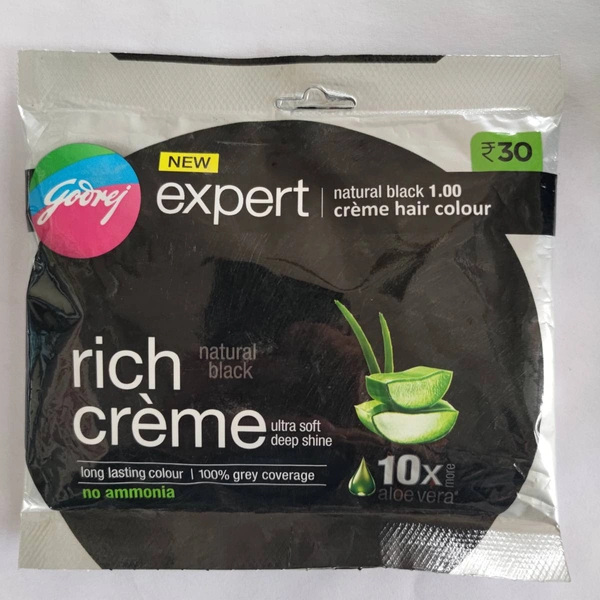 NEW
₹30
Godrej
expert
natural black 1.00
crème hair colour
rich
crème
natural
black
ultra soft
deep shine
long lasting colour | 100% grey coverage
no ammonia
10x more
aloe vera*